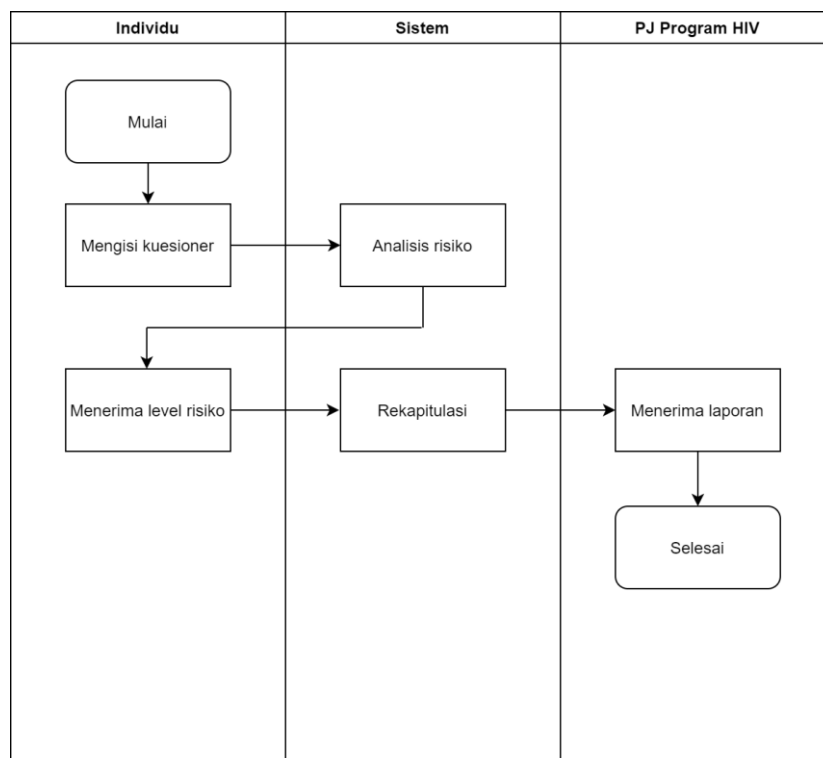 Individu
Sistem
PJ Program HIV
Mulai
Mengisi kuesioner
Analisis risiko
Menerima level risiko
Rekapitulasi
Menerima laporan
Selesai